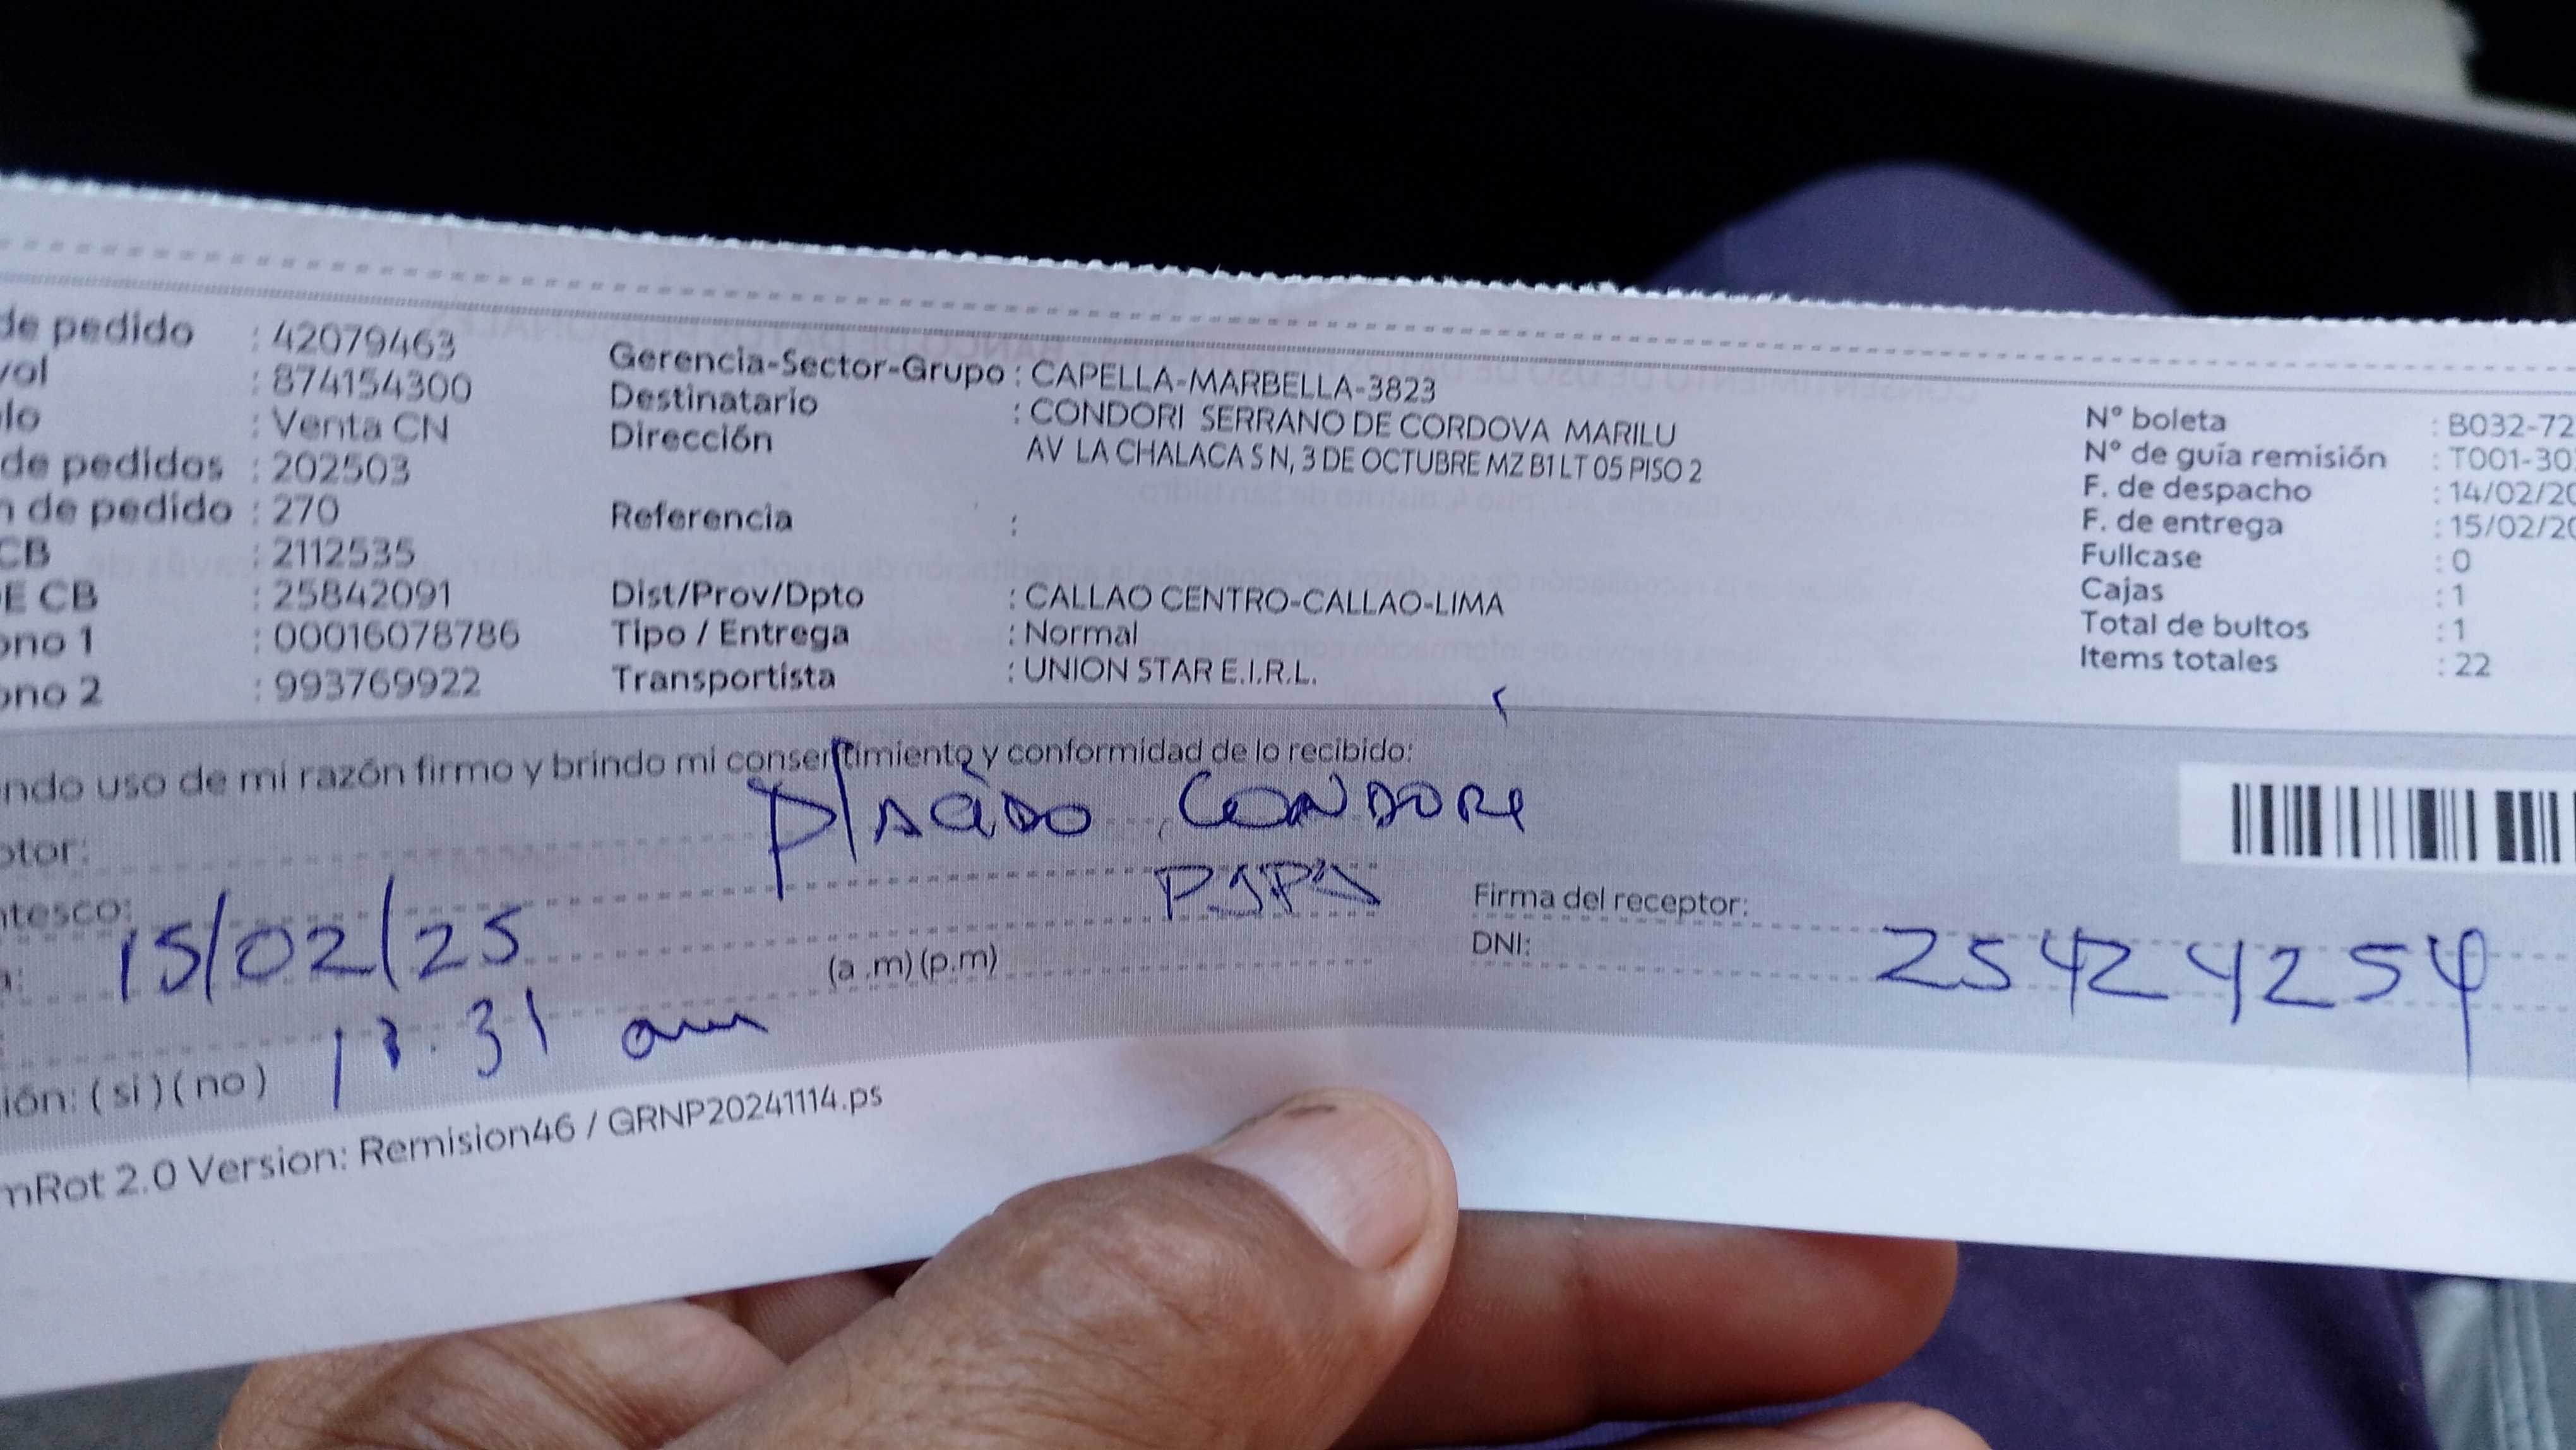 de pedido : 42079463
vol : 874154300
lo : Venta CN
de pedidos : 202503
n de pedido : 270
CB : 2112535
E CB : 25842091
ono 1 : 00016078786
ono 2 : 993769922
Gerencia-Sector-Grupo : CAPELLA-MARBELLA-3823
Destinatario : CONDORI SERRANO DE CORDOVA MARILU
Dirección AV LA CHALACA S N, 3 DE OCTUBRE MZ B1 LT 05 PISO 2
Referencia :
Dist/Prov/Dpto : CALLAO CENTRO-CALLAO-LIMA
Tipo / Entrega : Normal
Transportista : UNION STAR E.I.R.L.
N° boleta : B032-72
N° de guía remisión : T001-30
F. de despacho : 14/02/20
F. de entrega : 15/02/20
Fullcase : 0
Cajas : 1
Total de bultos : 1
Items totales : 22
ndo uso de mi razón firmo y brindo mi consentimiento y conformidad de lo recibido:
ptor: Placido Condori
ntesco: PAPA
15/02/25
(a .m) (p.m)
31 am
Firma del receptor:
DNI: 25424254
ión: ( si ) ( no )
mRot 2.0 Version: Remision46 / GRNP20241114.ps